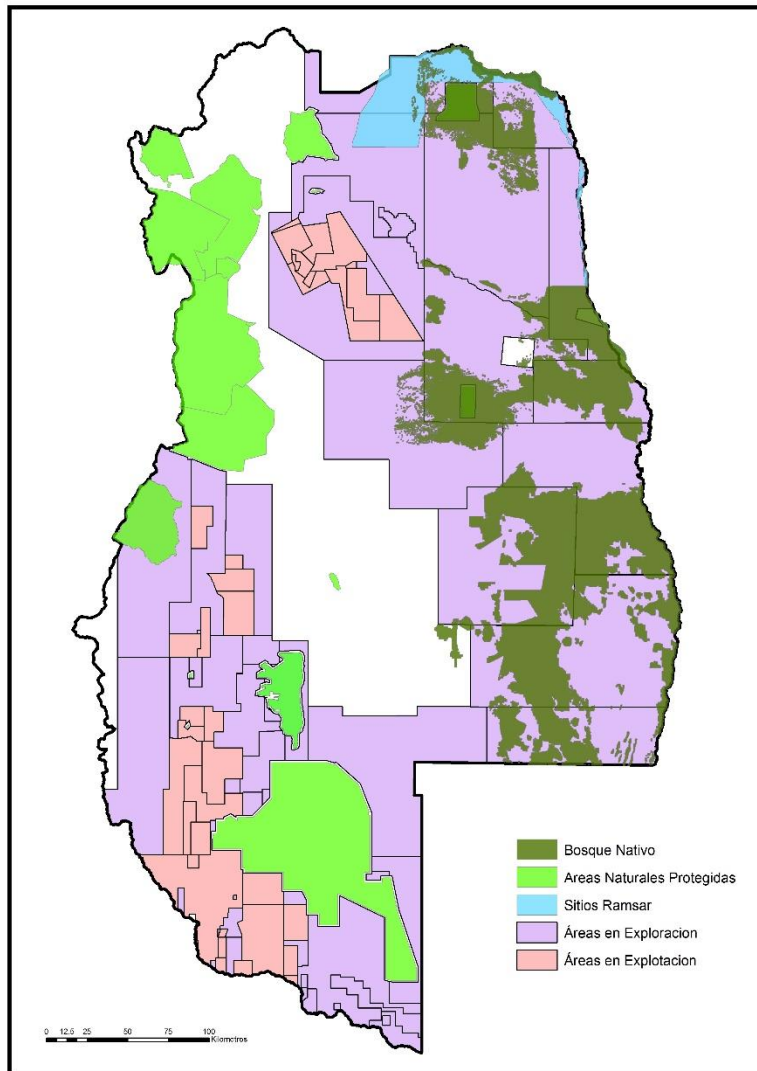 Bosque Nativo
Areas Naturales Protegidas
Sitios Ramsar
Áreas en Exploracion
Áreas en Explotacion
0 12.5 25 50 75 100
Kilometros